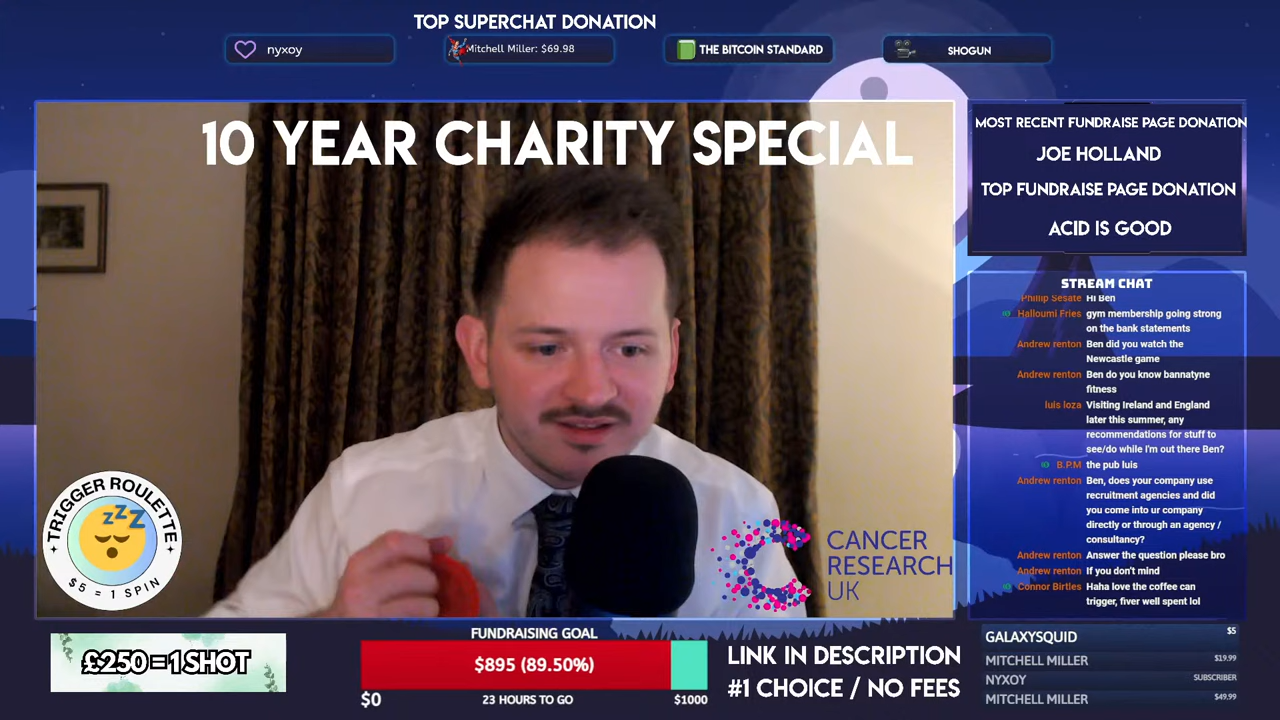 TOP SUPERCHAT DONATION
nyxoy
Mitchell Miller: $69.98
THE BITCOIN STANDARD
SHOGUN
10 YEAR CHARITY SPECIAL
MOST RECENT FUNDRAISE PAGE DONATION
JOE HOLLAND
TOP FUNDRAISE PAGE DONATION
ACID IS GOOD
STREAM CHAT
Phillip Sesate Hi Ben
Halloumi Fries gym membership going strong
on the bank statements
Andrew renton Ben did you watch the
Newcastle game
Andrew renton Ben do you know bannatyne
fitness
luis loza Visiting Ireland and England
later this summer, any
recommendations for stuff to
see/do while I'm out there Ben?
B.P.M the pub luis
Andrew renton Ben, does your company use
recruitment agencies and did
you come into ur company
directly or through an agency /
consultancy?
Andrew renton Answer the question please bro
Andrew renton If you don't mind
Connor Birtles Haha love the coffee can
trigger, fiver well spent lol
TRIGGER ROULETTE
zzZ
$5 = 1 SPIN
CANCER
RESEARCH
UK
£250 = 1 SHOT
FUNDRAISING GOAL
$895 (89.50%)
$0
23 HOURS TO GO
$1000
LINK IN DESCRIPTION
#1 CHOICE / NO FEES
GALAXYSQUID $5
MITCHELL MILLER $19.99
NYXOY SUBSCRIBER
MITCHELL MILLER $49.99